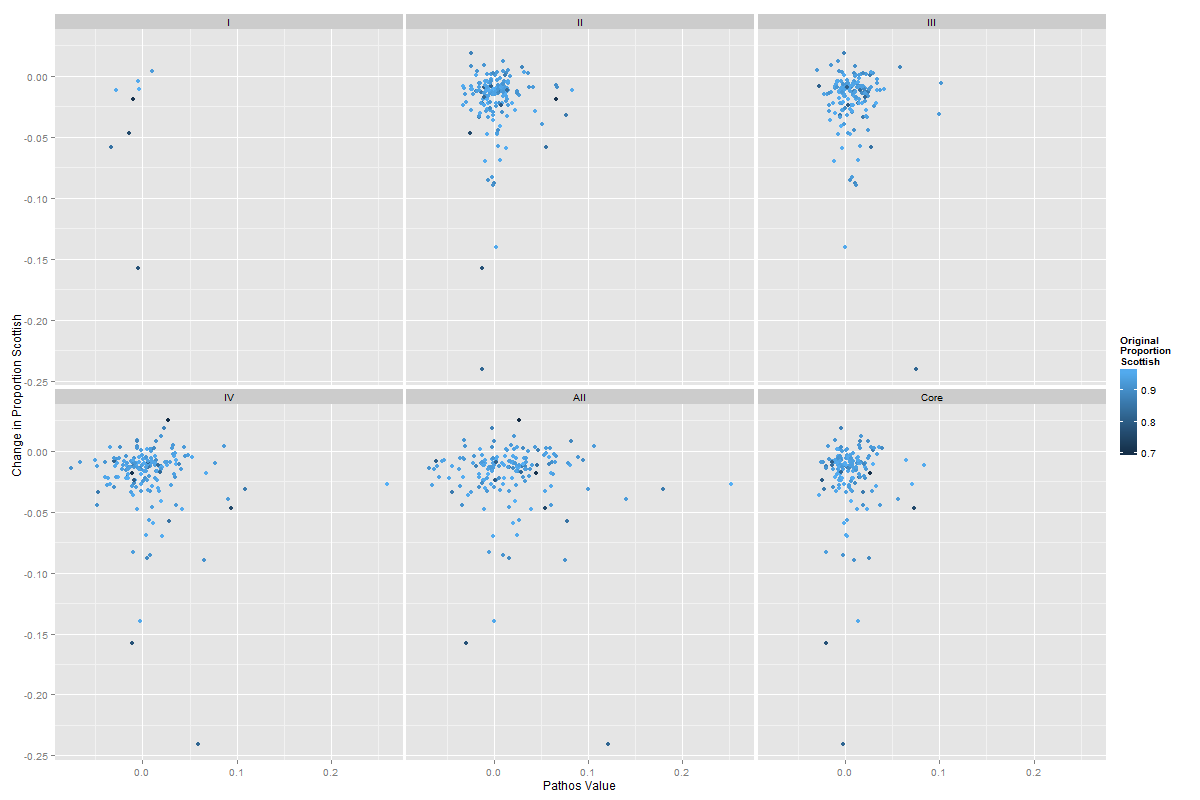 I II III
0.00
-0.05
-0.10
-0.15
-0.20
-0.25
IV All Core
0.00
-0.05
-0.10
-0.15
-0.20
-0.25
0.0 0.1 0.2 0.0 0.1 0.2 0.0 0.1 0.2
Pathos Value
Change in Proportion Scottish
Original
Proportion
Scottish
0.9
0.8
0.7